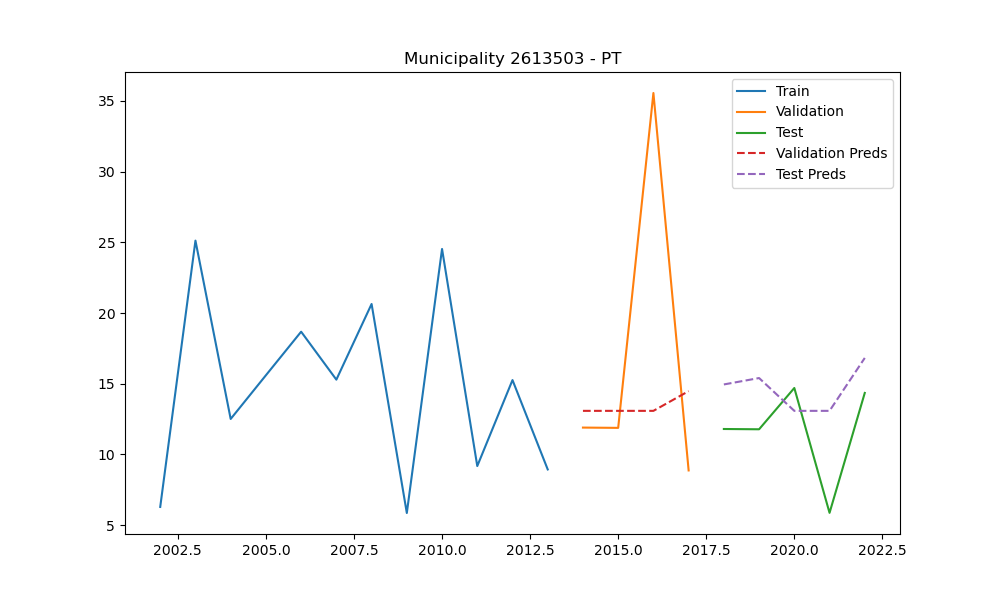 Municipality 2613503 - PT
Train
Validation
Test
Validation Preds
Test Preds
35
30
25
20
15
10
5
2002.5 2005.0 2007.5 2010.0 2012.5 2015.0 2017.5 2020.0 2022.5